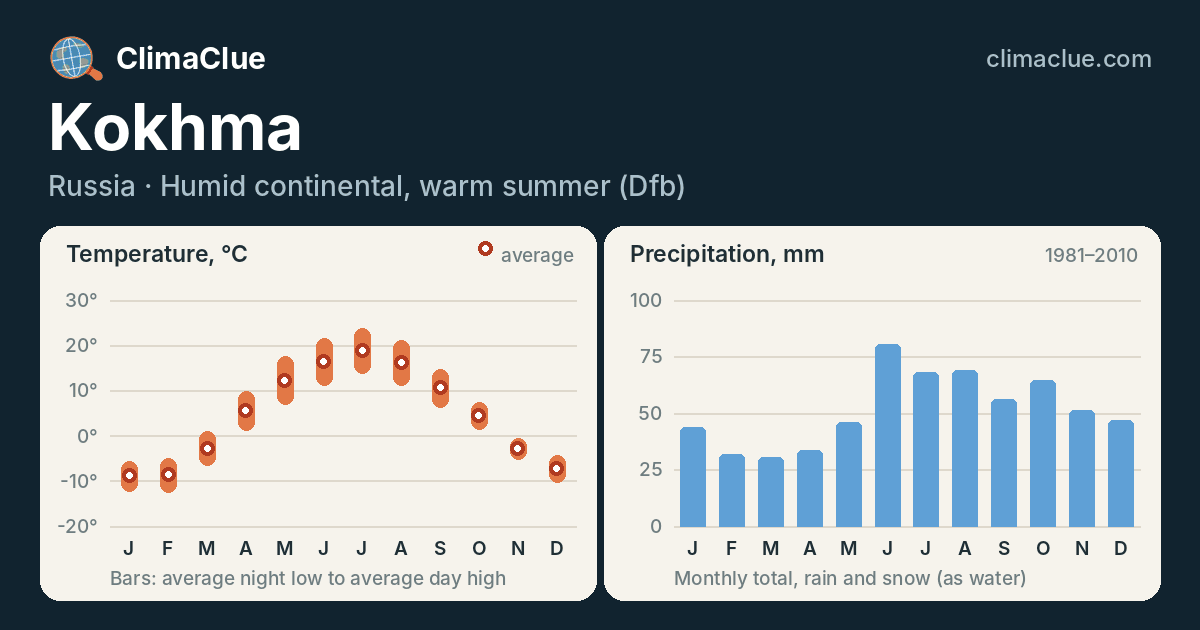 ClimaClue
climaclue.com
Kokhma
Russia · Humid continental, warm summer (Dfb)
Temperature, °C
average
30°
20°
10°
0°
-10°
-20°
J F M A M J J A S O N D
Bars: average night low to average day high
Precipitation, mm
1981–2010
100
75
50
25
0
J F M A M J J A S O N D
Monthly total, rain and snow (as water)